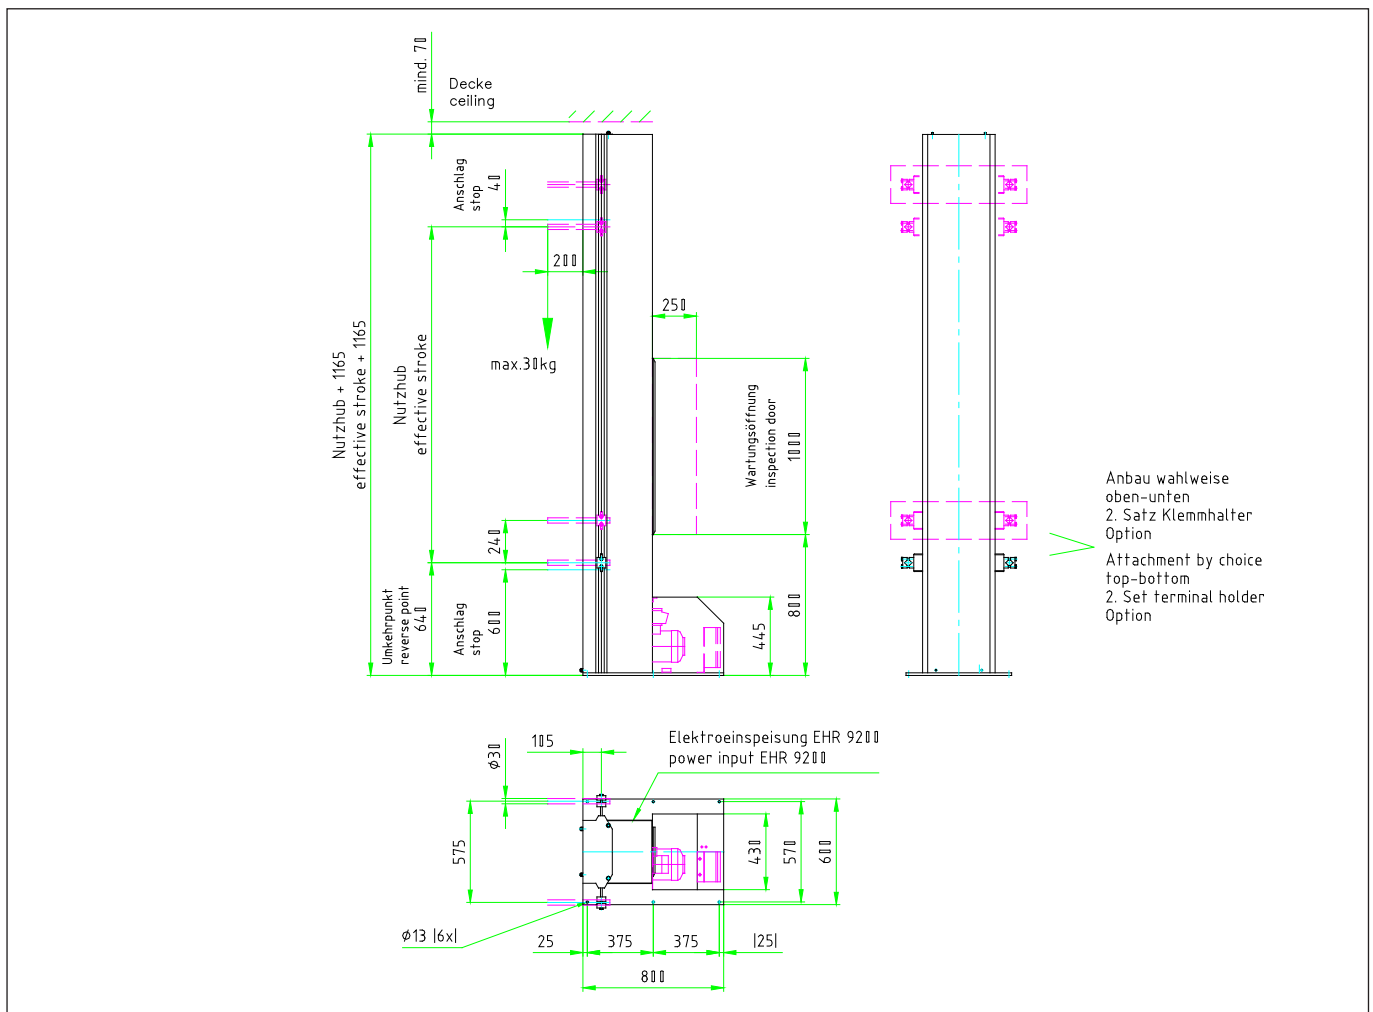 mind. 70
Decke
ceiling
Anschlag
stop
40
200
250
max.30kg
Nutzhub + 1165
effective stroke + 1165
Nutzhub
effective stroke
Wartungsöffnung
inspection door
1000
240
Umkehrpunkt
reverse point
640
Anschlag
stop
600
445
800
Anbau wahlweise
oben-unten
2. Satz Klemmhalter
Option
Attachment by choice
top-bottom
2. Set terminal holder
Option
Ø30
105
Elektroeinspeisung EHR 9200
power input EHR 9200
575
430
570
600
Ø13 |6x|
25
375
375
|25|
800